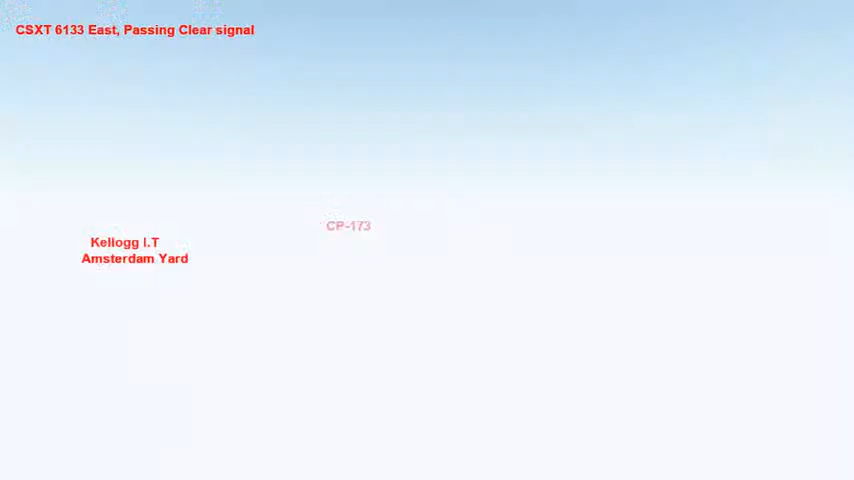 CSXT 6133 East, Passing Clear signal
CP-173
Kellogg I.T
Amsterdam Yard